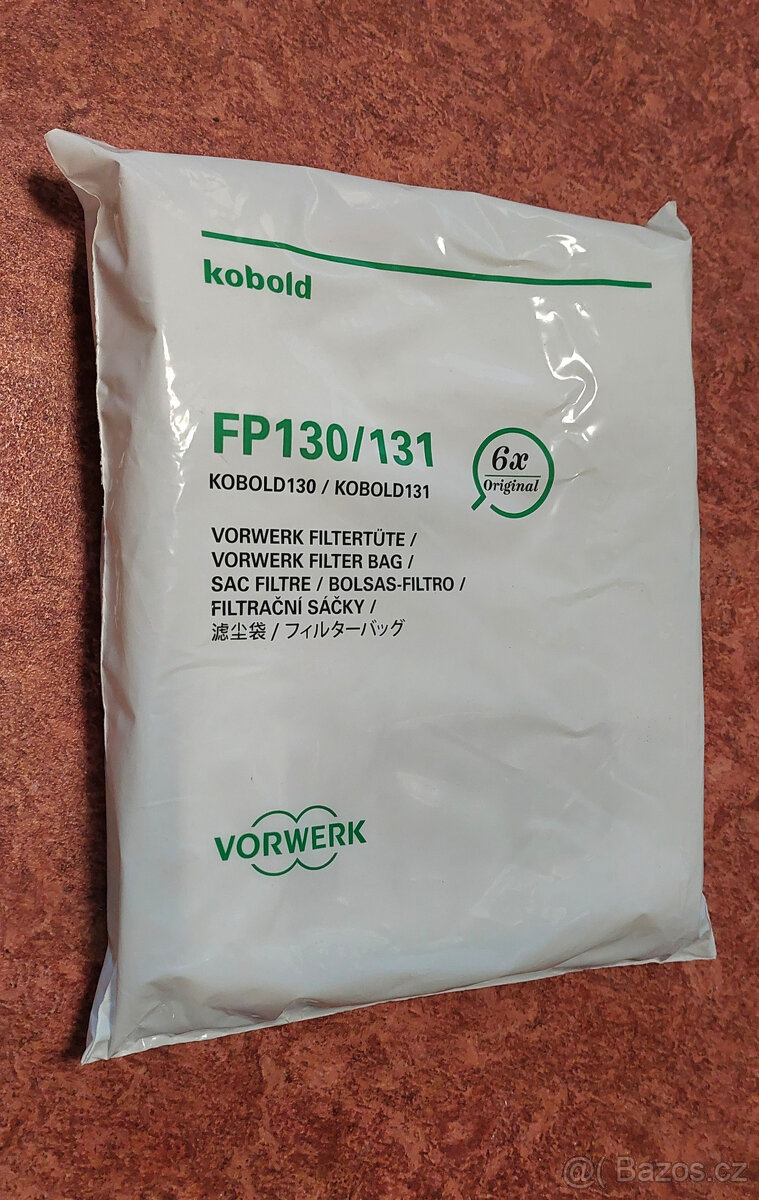 kobold
FP130/131
KOBOLD130 / KOBOLD131
6x
Original
VORWERK FILTERTÜTE /
VORWERK FILTER BAG /
SAC FILTRE / BOLSAS-FILTRO /
FILTRAČNÍ SÁČKY /
滤尘袋 / フィルターバッグ
VORWERK
@( Bazos.cz